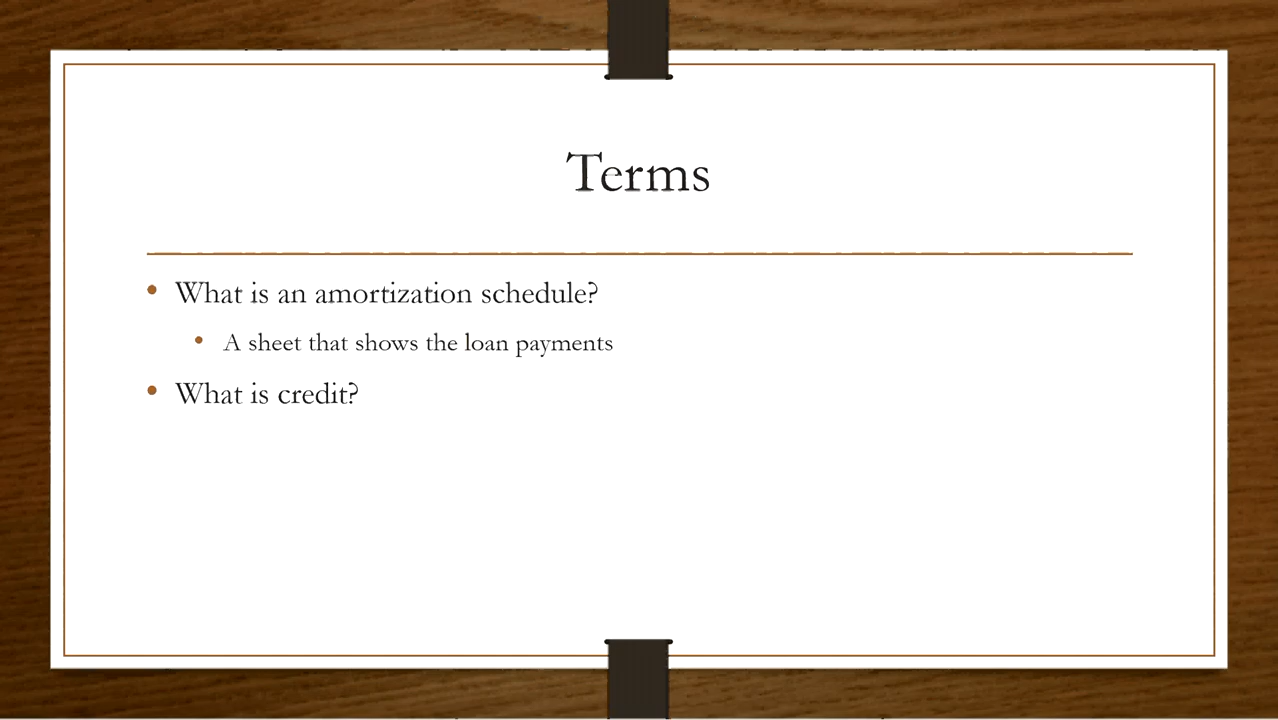 Terms
What is an amortization schedule?
A sheet that shows the loan payments
What is credit?